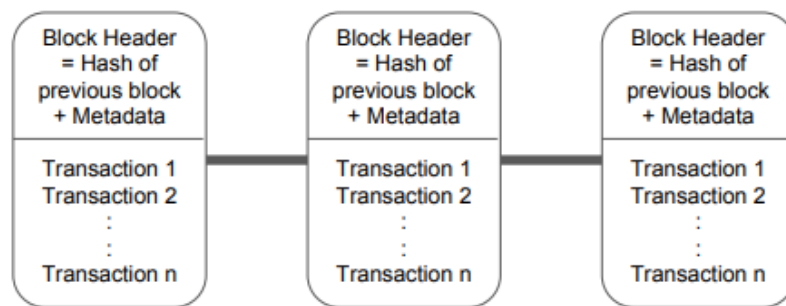 Block Header
= Hash of
previous block
+ Metadata
Transaction 1
Transaction 2
:
:
Transaction n
Block Header
= Hash of
previous block
+ Metadata
Transaction 1
Transaction 2
:
:
Transaction n
Block Header
= Hash of
previous block
+ Metadata
Transaction 1
Transaction 2
:
:
Transaction n